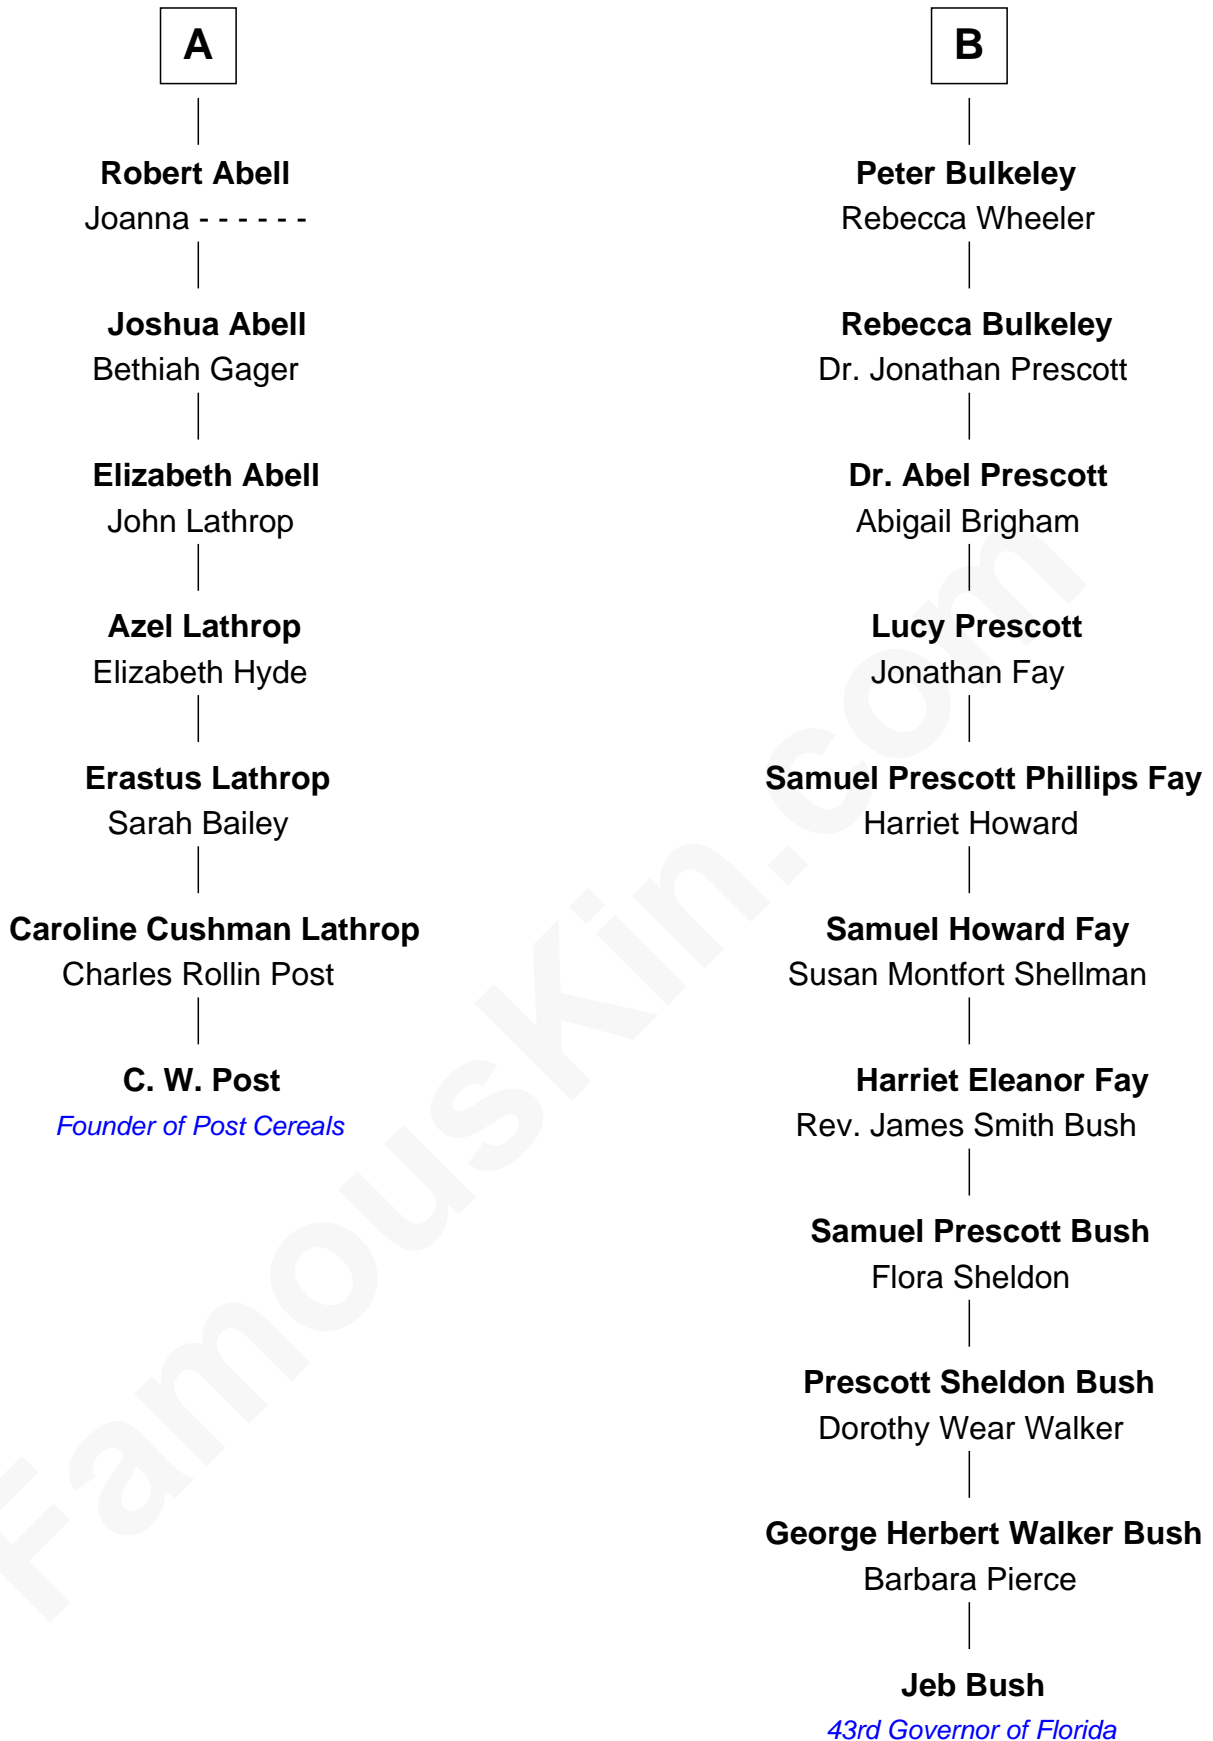 A
Robert Abell
Joanna - - - - - -
Joshua Abell
Bethiah Gager
Elizabeth Abell
John Lathrop
Azel Lathrop
Elizabeth Hyde
Erastus Lathrop
Sarah Bailey
Caroline Cushman Lathrop
Charles Rollin Post
C. W. Post
Founder of Post Cereals
B
Peter Bulkeley
Rebecca Wheeler
Rebecca Bulkeley
Dr. Jonathan Prescott
Dr. Abel Prescott
Abigail Brigham
Lucy Prescott
Jonathan Fay
Samuel Prescott Phillips Fay
Harriet Howard
Samuel Howard Fay
Susan Montfort Shellman
Harriet Eleanor Fay
Rev. James Smith Bush
Samuel Prescott Bush
Flora Sheldon
Prescott Sheldon Bush
Dorothy Wear Walker
George Herbert Walker Bush
Barbara Pierce
Jeb Bush
43rd Governor of Florida
FamousKin.com